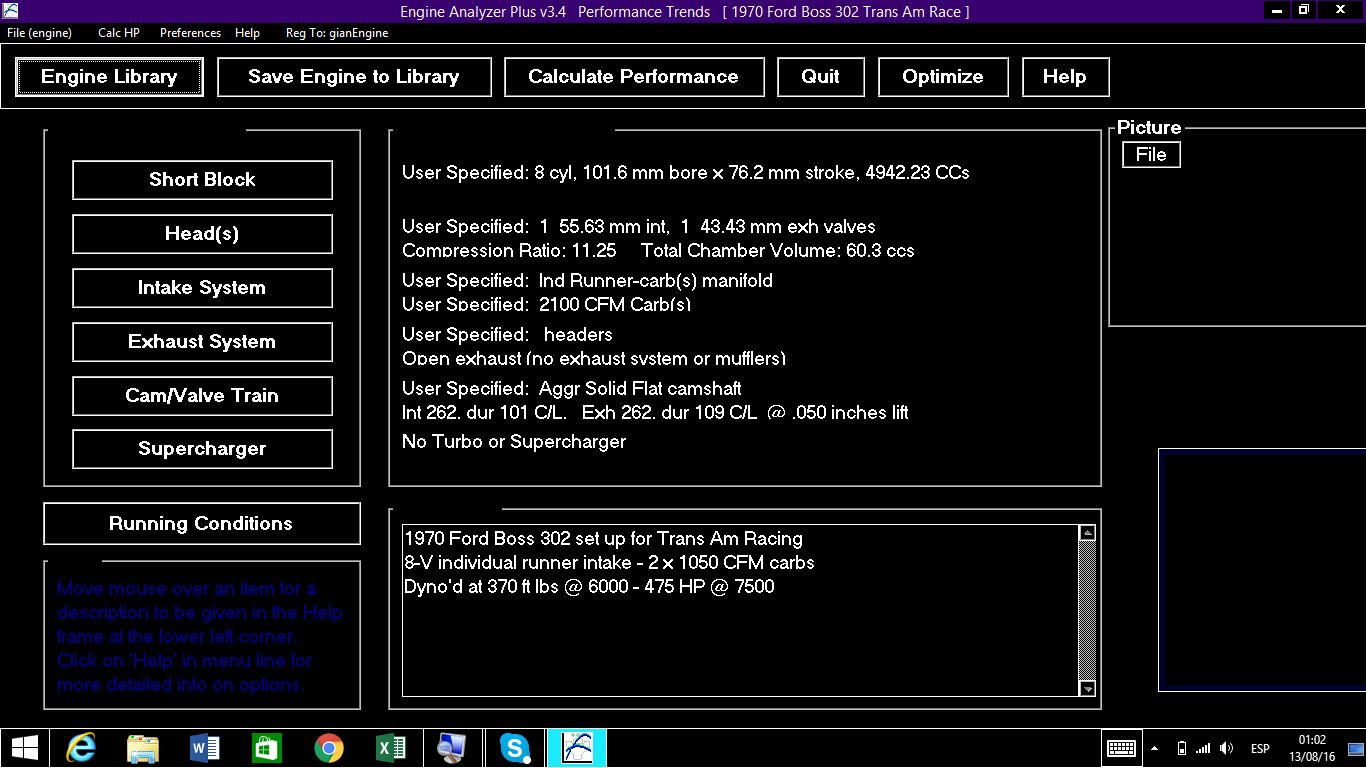 Engine Analyzer Plus v3.4 Performance Trends [ 1970 Ford Boss 302 Trans Am Race ]
File (engine) Calc HP Preferences Help Reg To: gianEngine
Engine Library Save Engine to Library Calculate Performance Quit Optimize Help
Short Block
Head(s)
Intake System
Exhaust System
Cam/Valve Train
Supercharger
Running Conditions
Move mouse over an item for a
description to be given in the Help
frame at the lower left corner.
Click on 'Help' in menu line for
more detailed info on options.
User Specified: 8 cyl, 101.6 mm bore x 76.2 mm stroke, 4942.23 CCs
User Specified: 1 55.63 mm int, 1 43.43 mm exh valves
Compression Ratio: 11.25 Total Chamber Volume: 60.3 ccs
User Specified: Ind Runner-carb(s) manifold
User Specified: 2100 CFM Carb(s)
User Specified: headers
Open exhaust (no exhaust system or mufflers)
User Specified: Aggr Solid Flat camshaft
Int 262. dur 101 C/L. Exh 262. dur 109 C/L @ .050 inches lift
No Turbo or Supercharger
1970 Ford Boss 302 set up for Trans Am Racing
8-V individual runner intake - 2 x 1050 CFM carbs
Dyno'd at 370 ft lbs @ 6000 - 475 HP @ 7500
Picture
File
ESP
01:02
13/08/16